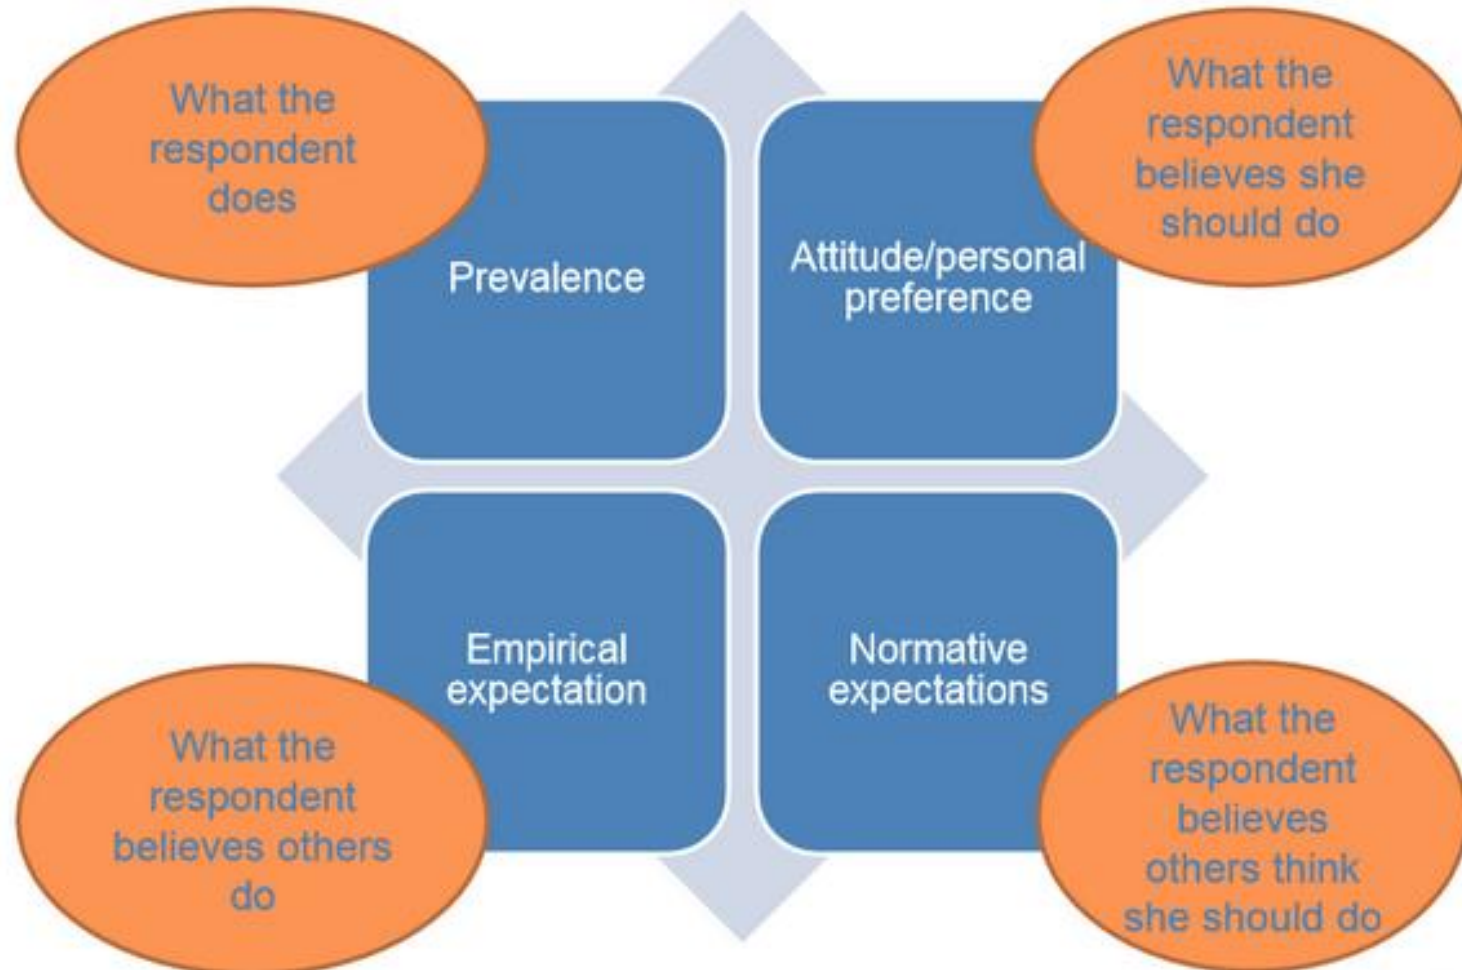 What the
respondent
does
Prevalence
What the
respondent
believes she
should do
Attitude/personal
preference
Empirical
expectation
What the
respondent
believes others
do
Normative
expectations
What the
respondent
believes
others think
she should do